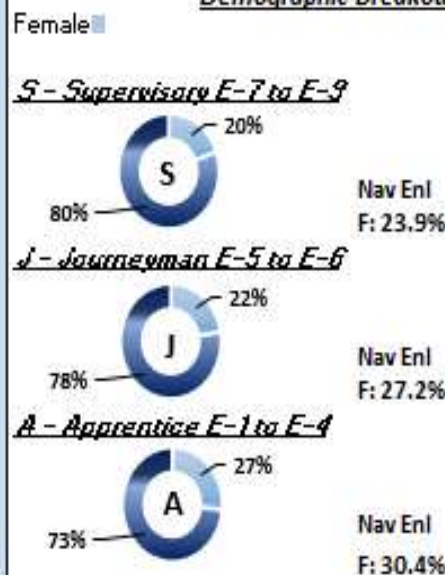 Female
S - Supervisory E-7 to E-9
20%
S
80%
Nav Enl
F: 23.9%
J - Journeyman E-5 to E-6
22%
J
78%
Nav Enl
F: 27.2%
A - Apprentice E-1 to E-4
27%
A
73%
Nav Enl
F: 30.4%